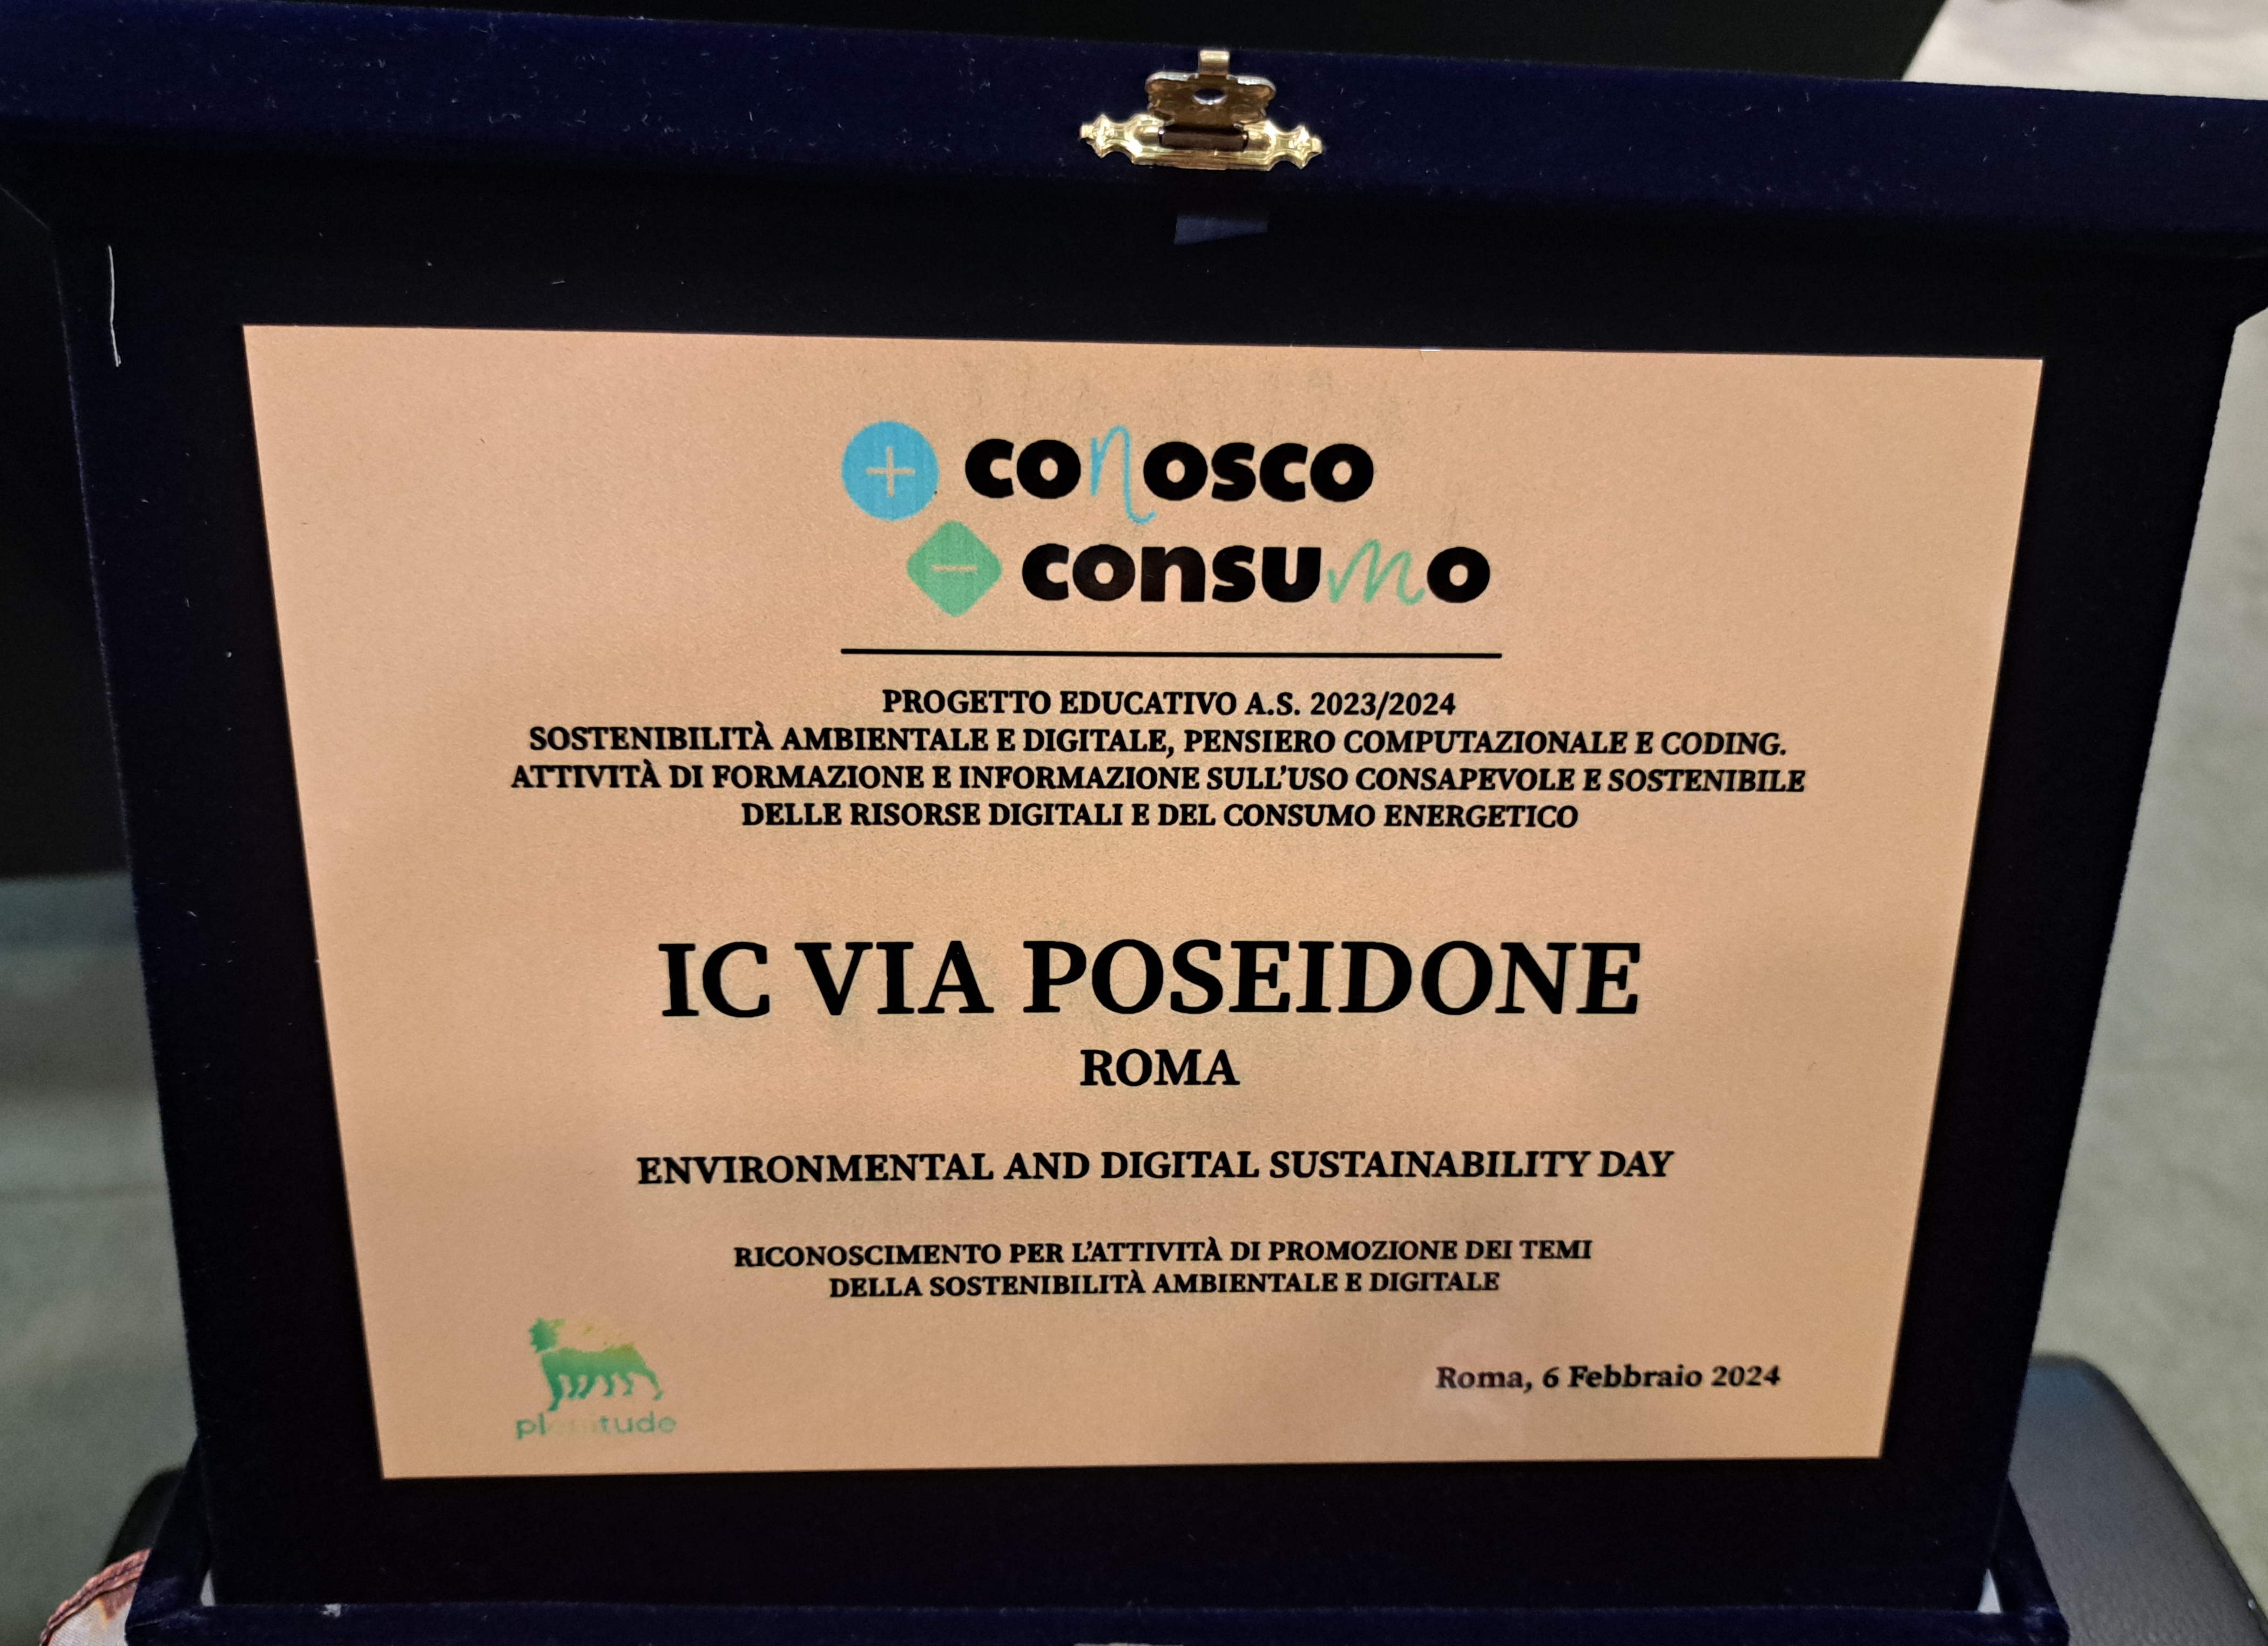 + conosco
− consumo
PROGETTO EDUCATIVO A.S. 2023/2024
SOSTENIBILITÀ AMBIENTALE E DIGITALE, PENSIERO COMPUTAZIONALE E CODING.
ATTIVITÀ DI FORMAZIONE E INFORMAZIONE SULL'USO CONSAPEVOLE E SOSTENIBILE
DELLE RISORSE DIGITALI E DEL CONSUMO ENERGETICO
IC VIA POSEIDONE
ROMA
ENVIRONMENTAL AND DIGITAL SUSTAINABILITY DAY
RICONOSCIMENTO PER L'ATTIVITÀ DI PROMOZIONE DEI TEMI
DELLA SOSTENIBILITÀ AMBIENTALE E DIGITALE
Roma, 6 Febbraio 2024
plenitude